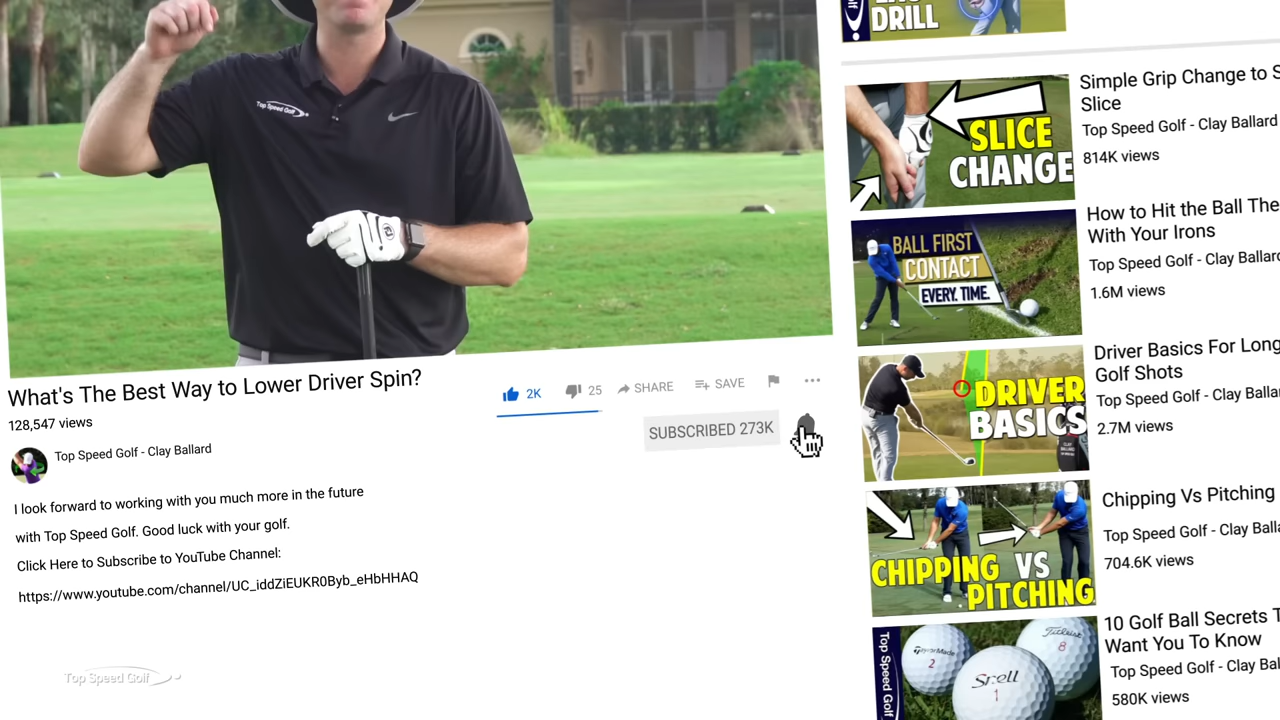 Top Speed Golf
What's The Best Way to Lower Driver Spin?
128,547 views
2K
25
SHARE
SAVE
SUBSCRIBED 273K
Top Speed Golf - Clay Ballard
I look forward to working with you much more in the future
with Top Speed Golf. Good luck with your golf.
Click Here to Subscribe to YouTube Channel:
https://www.youtube.com/channel/UC_iddZiEUKR0Byb_eHbHHAQ
Top Speed Golf
DRILL
SLICE
CHANGE
Simple Grip Change to S
Slice
Top Speed Golf - Clay Ballard
814K views
BALL FIRST
CONTACT
EVERY. TIME.
How to Hit the Ball The
With Your Irons
Top Speed Golf - Clay Ballard
1.6M views
DRIVER
BASICS
Driver Basics For Long
Golf Shots
Top Speed Golf - Clay Balla
2.7M views
CHIPPING VS
PITCHING
Chipping Vs Pitching
Top Speed Golf - Clay Balla
704.6K views
Top Speed Golf
TaylorMade
2
Titleist
8
Snell
1
10 Golf Ball Secrets T
Want You To Know
Top Speed Golf - Clay Bal
580K views